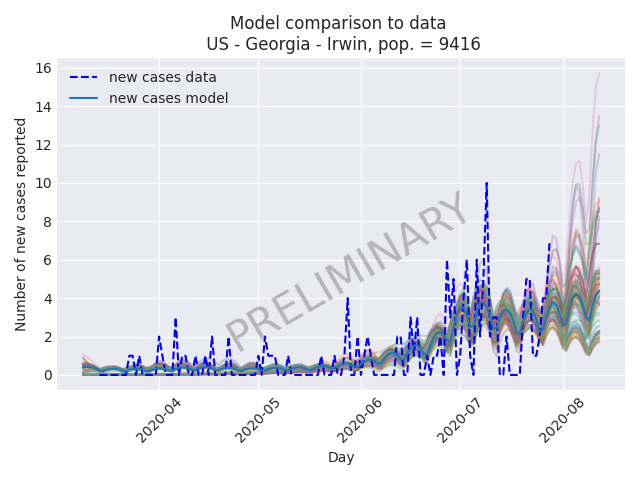 Model comparison to data
US - Georgia - Irwin, pop. = 9416
new cases data
new cases model
PRELIMINARY
Number of new cases reported
16
14
12
10
8
6
4
2
0
2020-04
2020-05
2020-06
2020-07
2020-08
Day